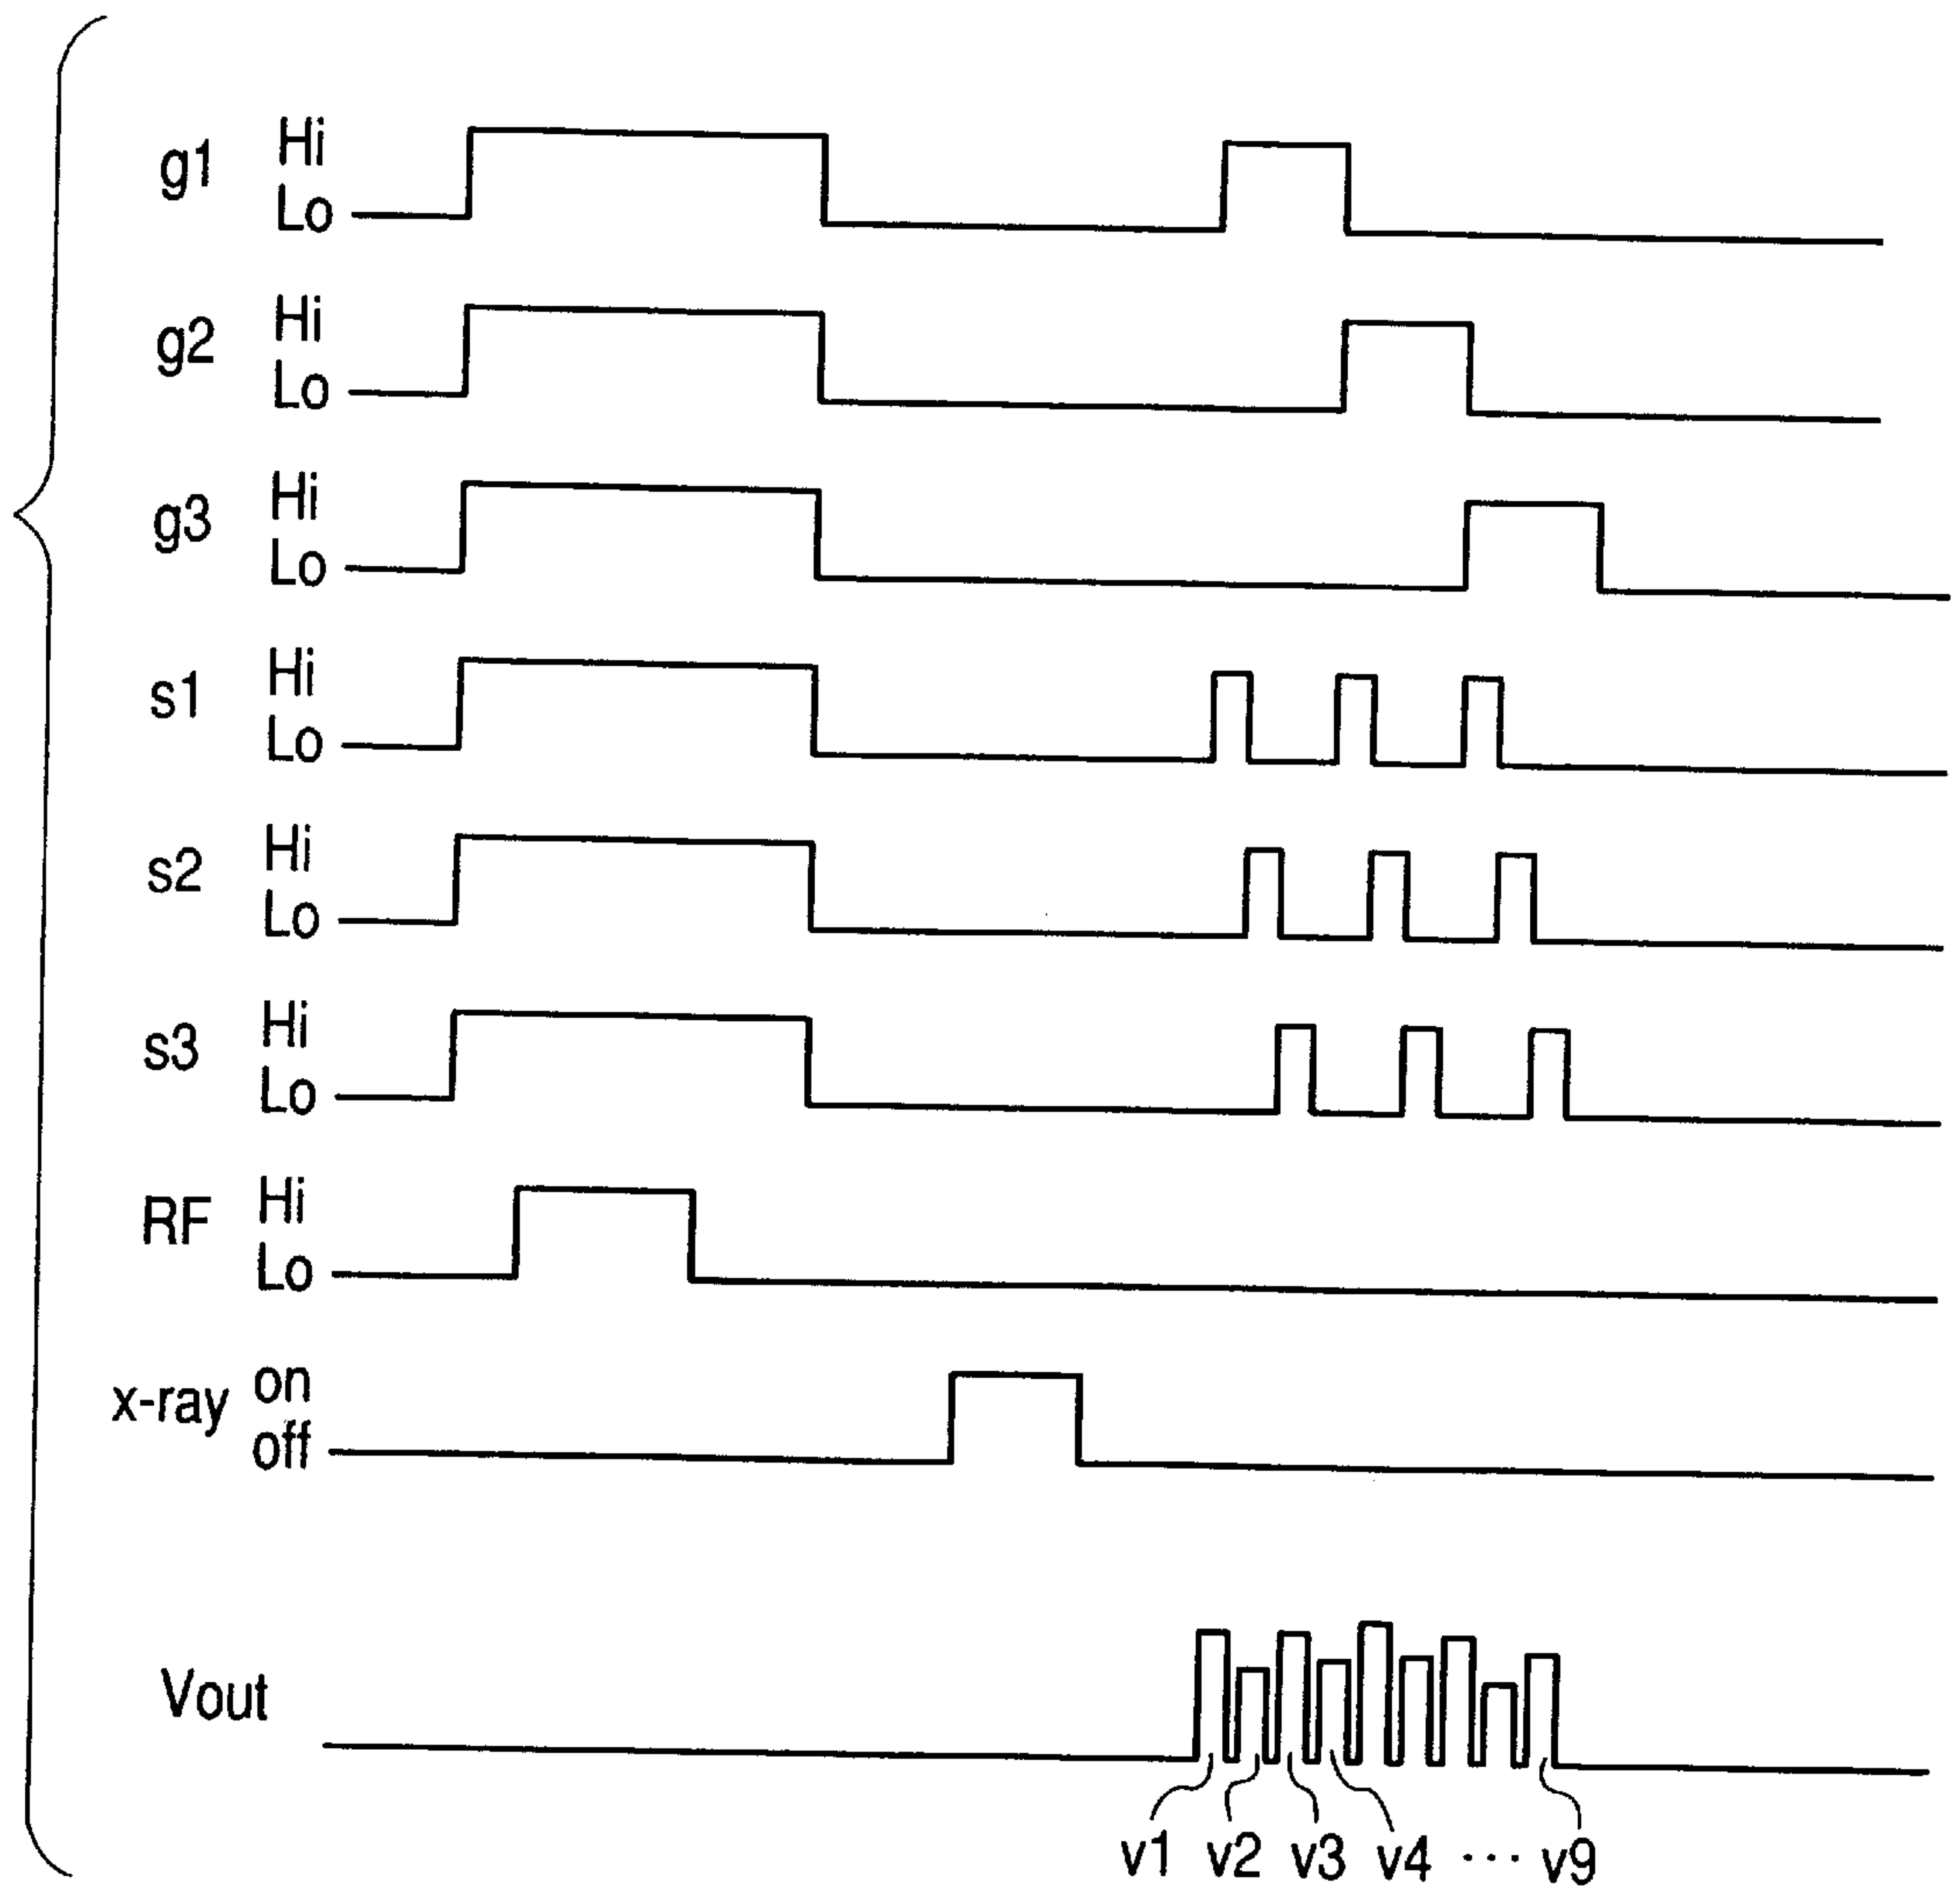 g1 Hi
Lo
g2 Hi
Lo
g3 Hi
Lo
s1 Hi
Lo
s2 Hi
Lo
s3 Hi
Lo
RF Hi
Lo
x-ray on
off
Vout
v1 v2 v3 v4 ··· v9